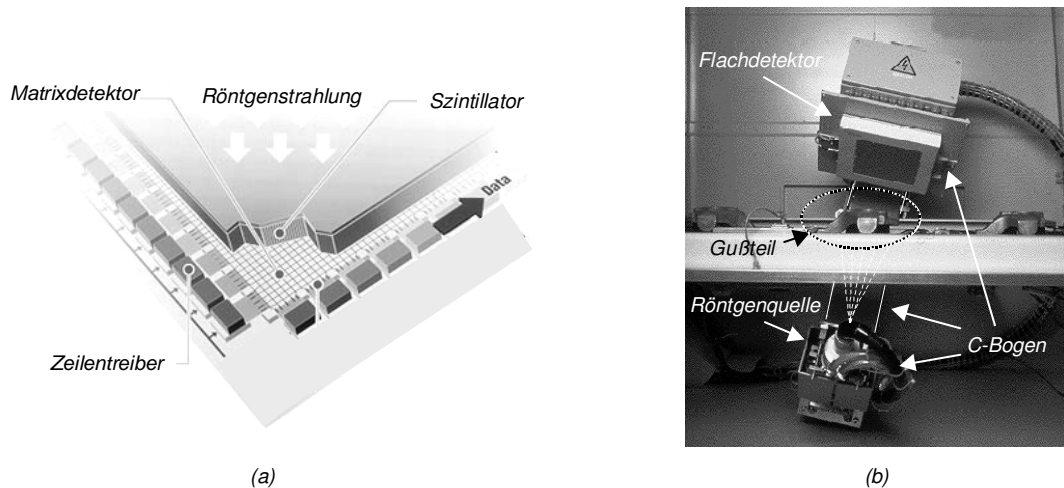 Matrixdetektor
Röntgenstrahlung
Szintillator
Data
Zeilentreiber
(a)
Flachdetektor
Gußteil
Röntgenquelle
C-Bogen
(b)